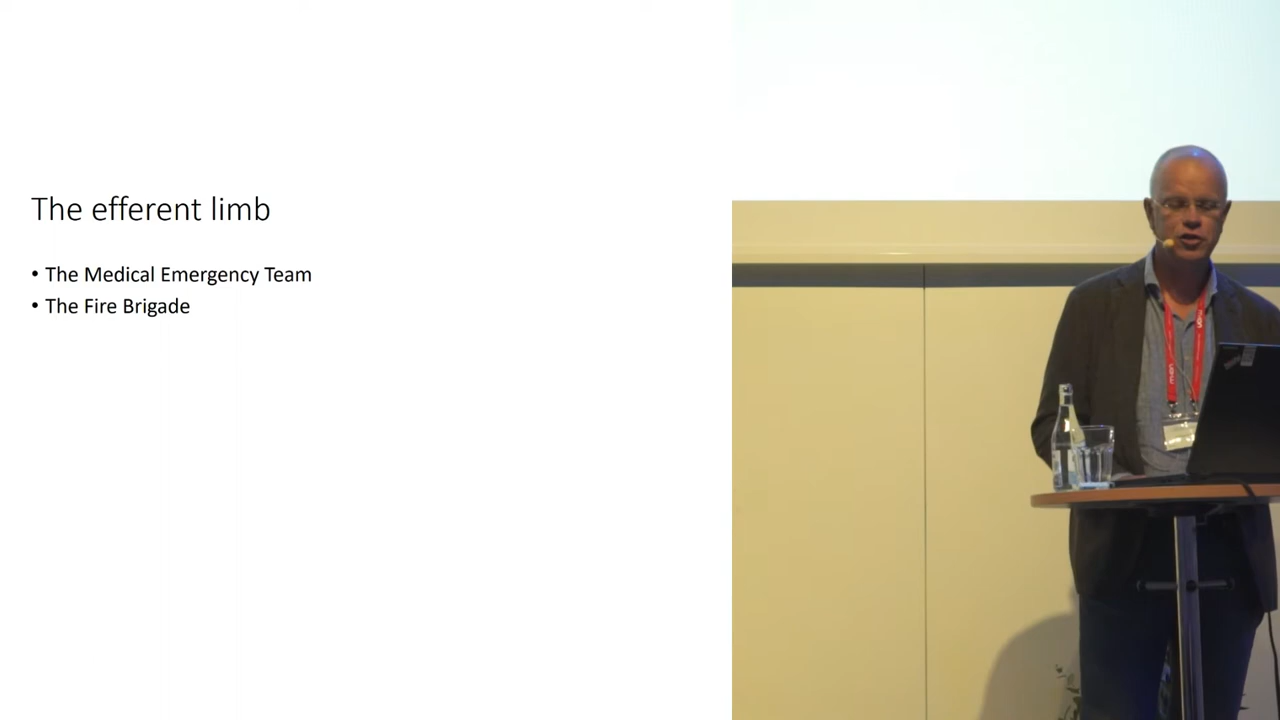 The efferent limb
• The Medical Emergency Team
• The Fire Brigade